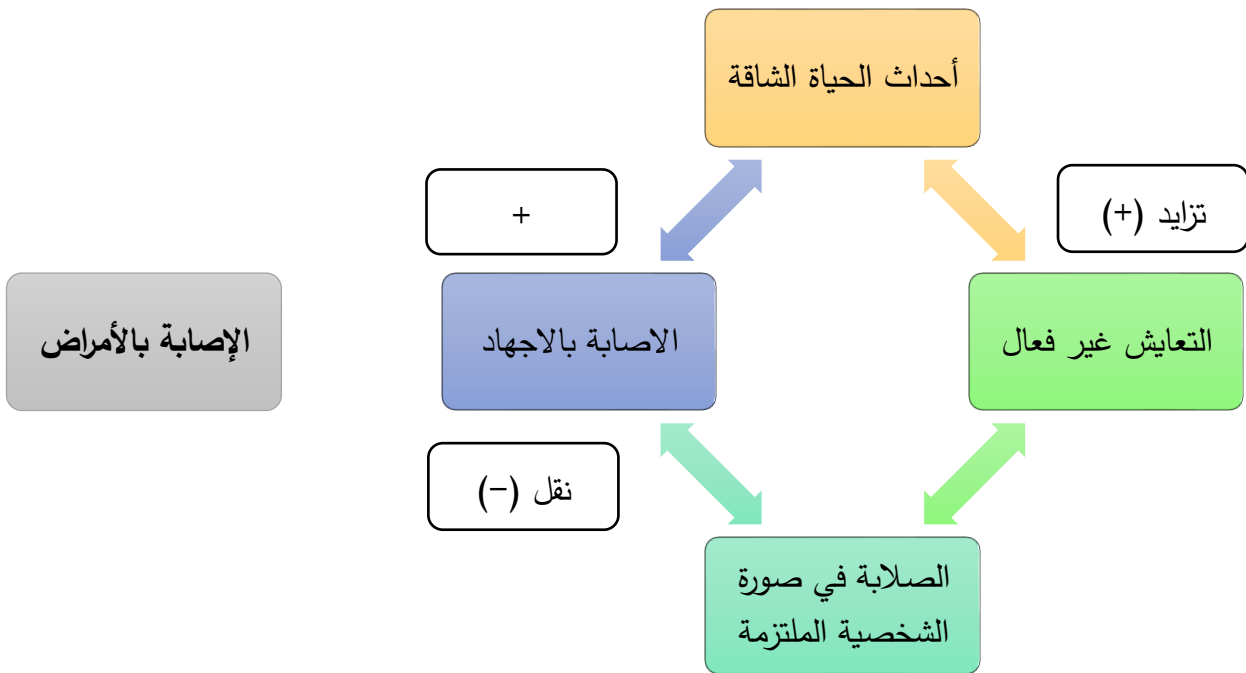 أحداث الحياة الشاقة
تزايد (+)
+
التعايش غير فعال
الاصابة بالاجهاد
الإصابة بالأمراض
نقل (−)
الصلابة في صورة
الشخصية الملتزمة